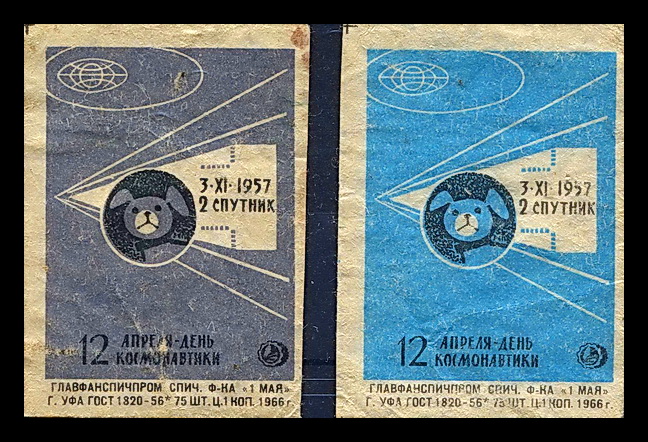 3·XI·1957
2 СПУТНИК
12 АПРЕЛЯ-ДЕНЬ
КОСМОНАВТИКИ
ГЛАВФАНСПИЧПРОМ СПИЧ. Ф-КА «1 МАЯ»
Г. УФА ГОСТ 1820-56* 75 ШТ. Ц.1 КОП. 1966 г.
3·XI·1957
2 СПУТНИК
12 АПРЕЛЯ-ДЕНЬ
КОСМОНАВТИКИ
ГЛАВФАНСПИЧПРОМ СПИЧ. Ф-КА «1 МАЯ»
Г. УФА ГОСТ 1820-56* 75 ШТ. Ц.1 КОП. 1966 г.